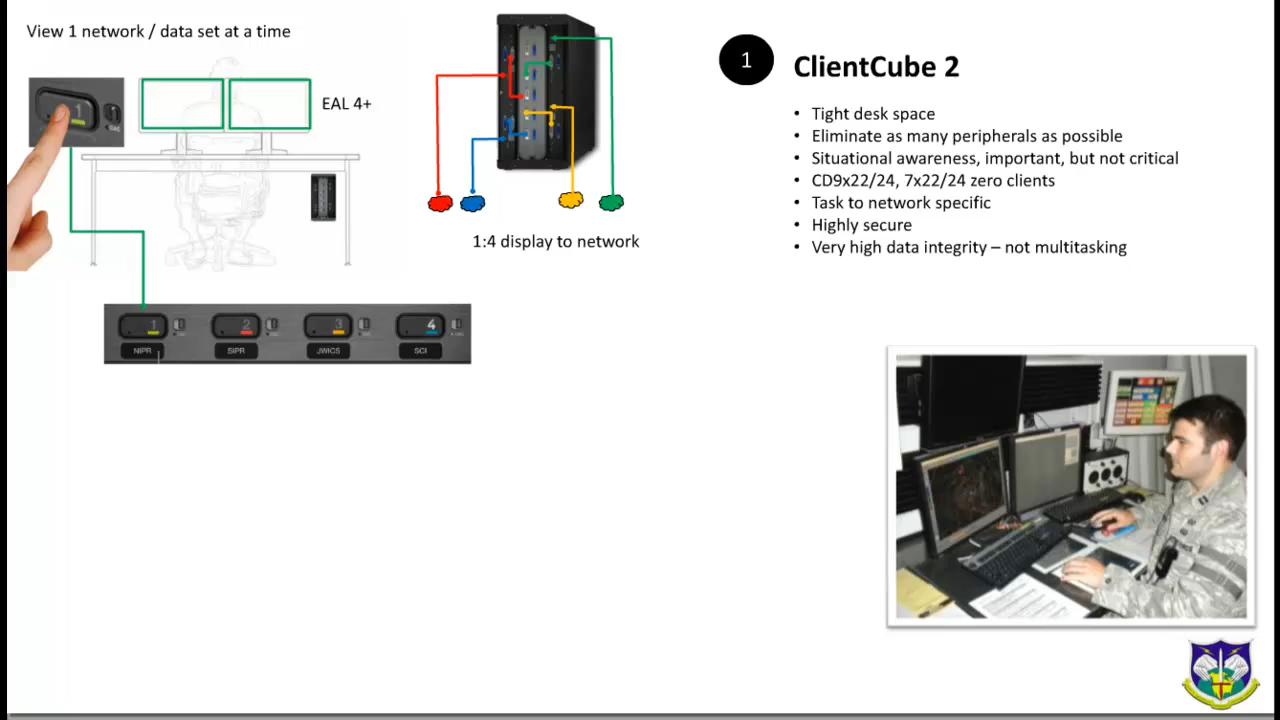 View 1 network / data set at a time
1
EAL 4+
1:4 display to network
1
2
3
4
NIPR
SIPR
JWICS
SCI
1
ClientCube 2
• Tight desk space
• Eliminate as many peripherals as possible
• Situational awareness, important, but not critical
• CD9x22/24, 7x22/24 zero clients
• Task to network specific
• Highly secure
• Very high data integrity – not multitasking